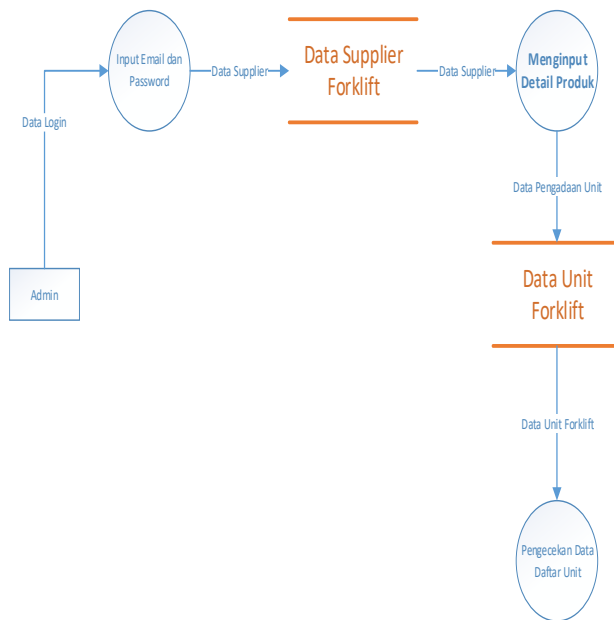 Input Email dan
Password
Data Supplier
Data Supplier
Forklift
Data Supplier
Menginput
Detail Produk
Data Login
Data Pengadaan Unit
Admin
Data Unit
Forklift
Data Unit Forklift
Pengecekan Data
Daftar Unit